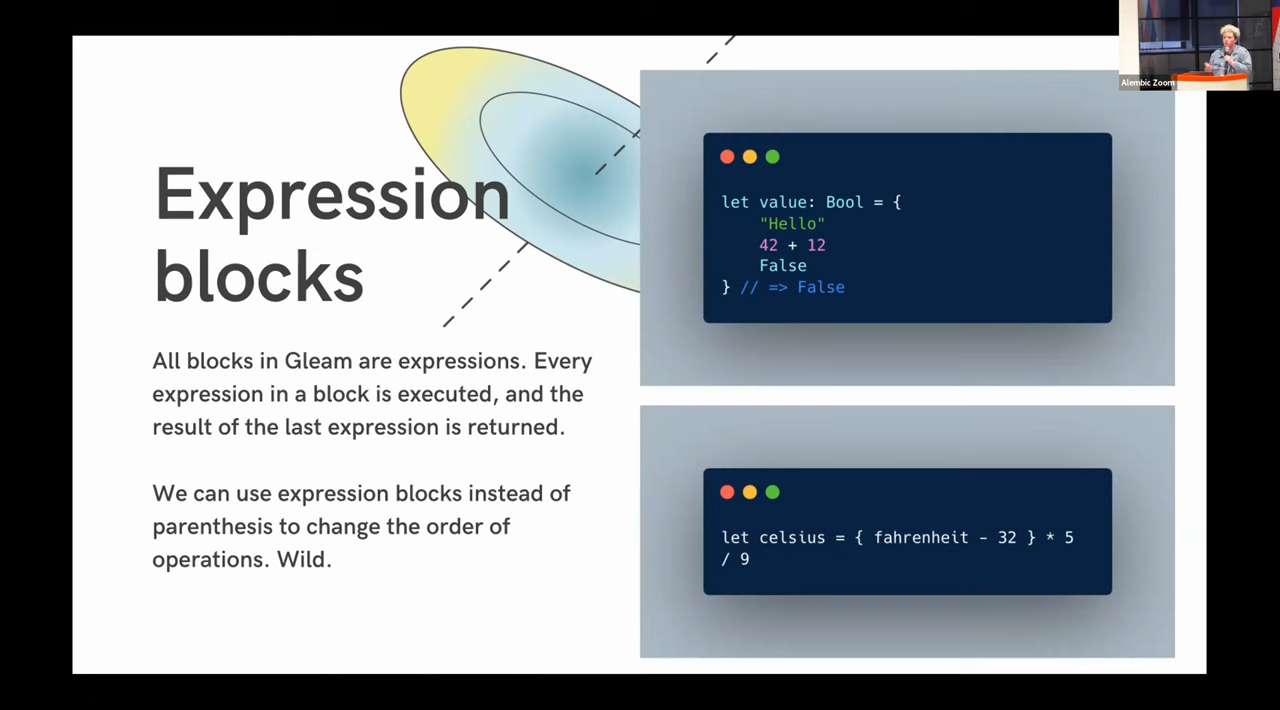 Alembic Zoom
Expression
blocks
All blocks in Gleam are expressions. Every
expression in a block is executed, and the
result of the last expression is returned.
We can use expression blocks instead of
parenthesis to change the order of
operations. Wild.
let value: Bool = {
    "Hello"
    42 + 12
    False
} // => False
let celsius = { fahrenheit - 32 } * 5
/ 9